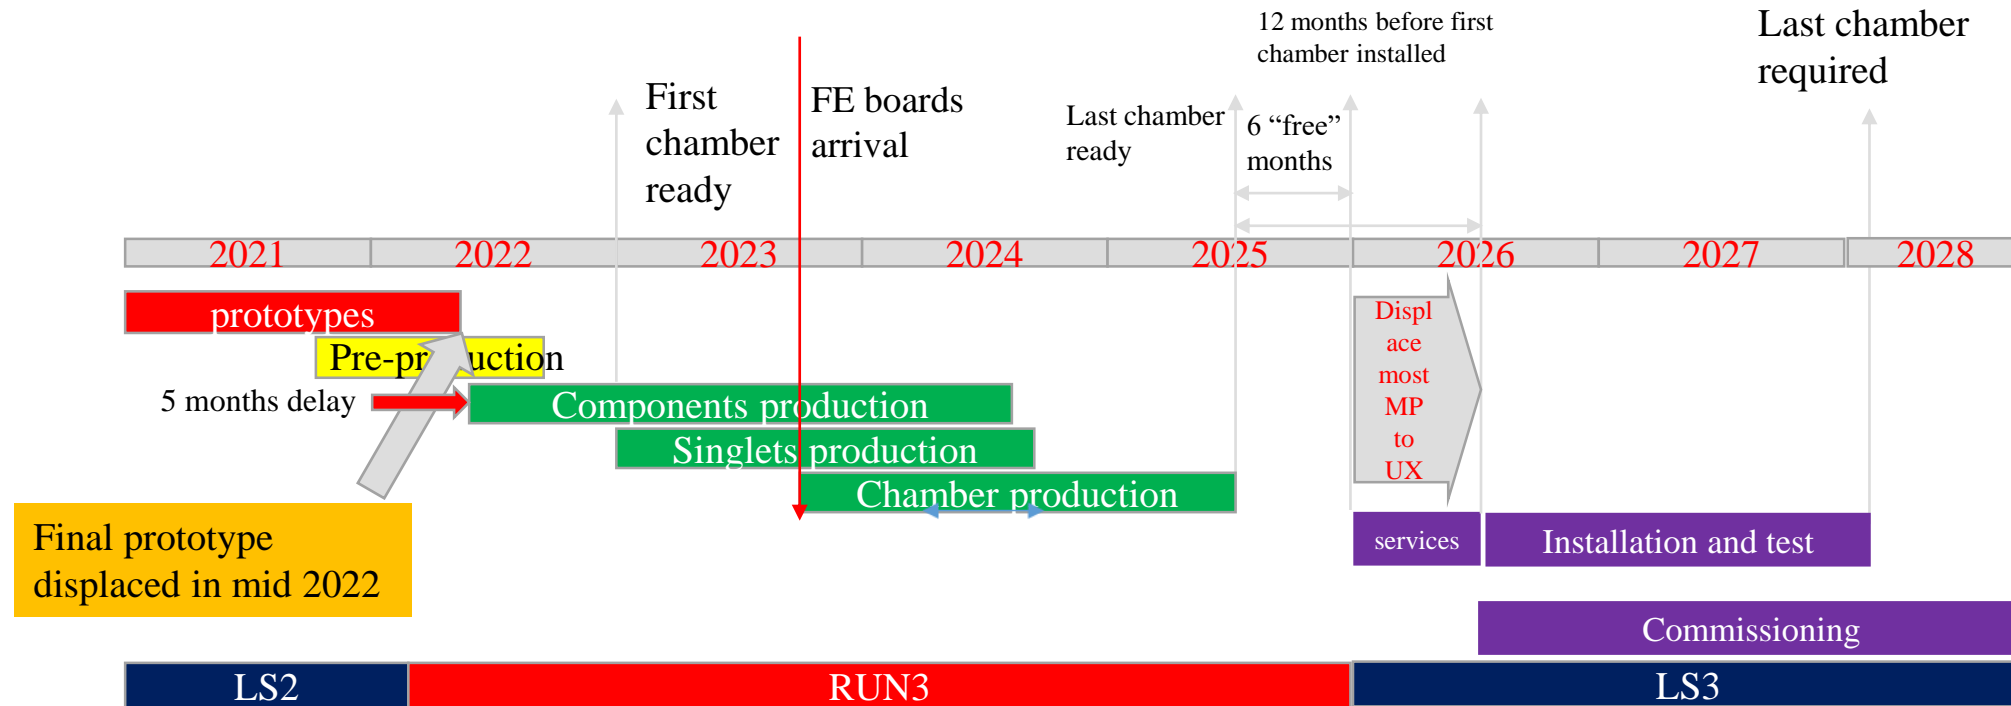 12 months before first
chamber installed
Last chamber
required
First
chamber
ready
FE boards
arrival
Last chamber
ready
6 “free”
months
2021
2022
2023
2024
2025
2026
2027
2028
prototypes
Pre-pr uction
5 months delay
Components production
Singlets production
Chamber production
Displ
ace
most
MP
to
UX
Final prototype
displaced in mid 2022
services
Installation and test
Commissioning
LS2
RUN3
LS3